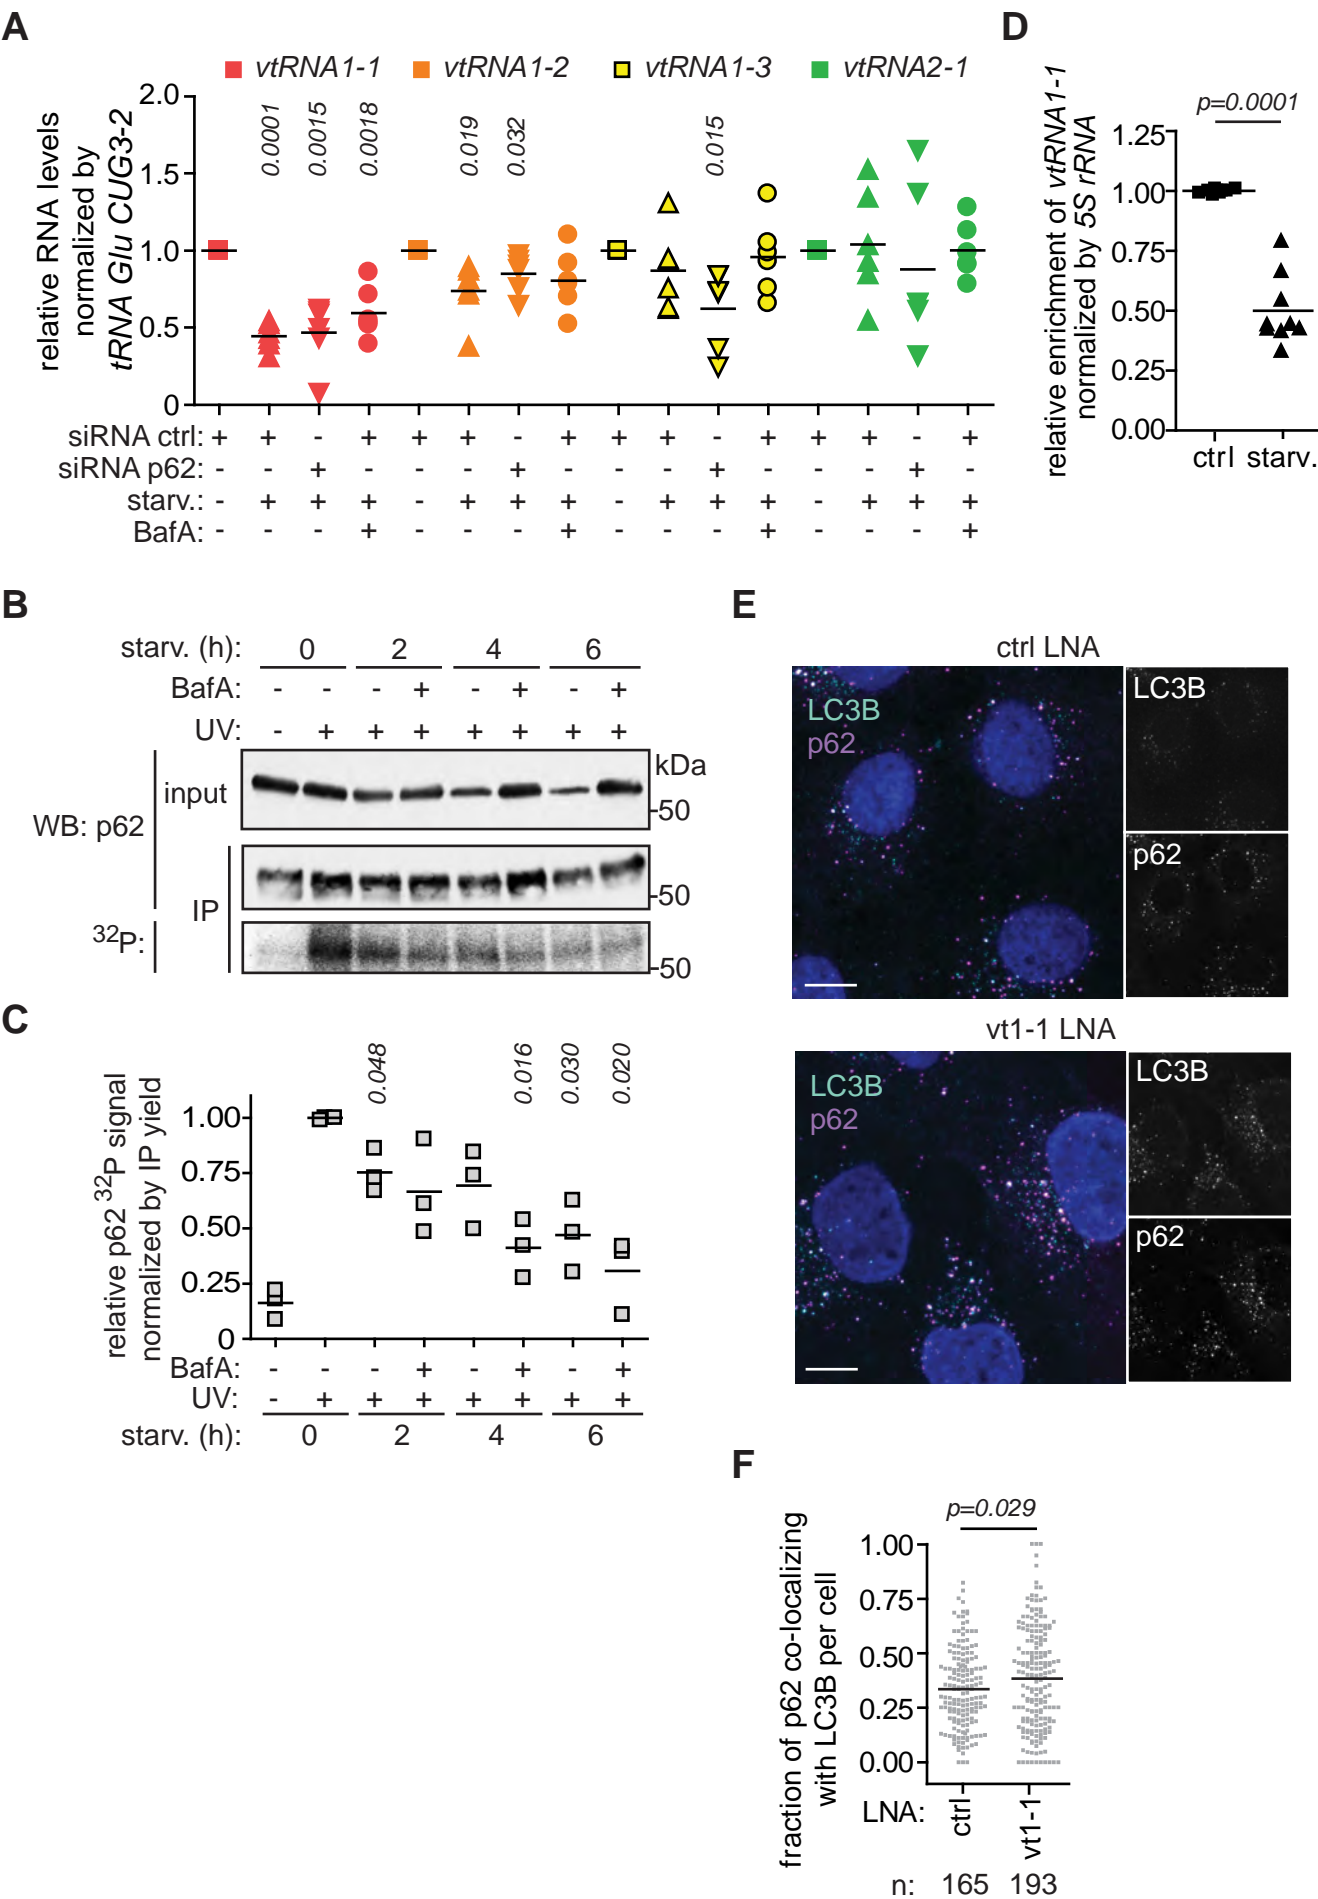 A
vtRNA1-1 vtRNA1-2 vtRNA1-3 vtRNA2-1
relative RNA levels
normalized by
tRNA Glu CUG3-2
2.0
1.5
1.0
0.5
0
0.0001 0.0015 0.0018 0.019 0.032 0.015
siRNA ctrl: + + - + + + - + + + - + + + - +
siRNA p62: - - + - - - + - - - + - - - + -
starv.: - + + + - + + + - + + + - + + +
BafA: - - - + - - - + - - - + - - - +
D
relative enrichment of vtRNA1-1
normalized by 5S rRNA
p=0.0001
1.25
1.00
0.75
0.50
0.25
0.00
ctrl starv.
B
starv. (h): 0 2 4 6
BafA: - - - + - + - +
UV: - + + + + + + +
WB: p62
input
kDa
-50
IP
-50
32P:
-50
C
relative p62 32P signal
normalized by IP yield
0.048 0.016 0.030 0.020
1.00
0.75
0.50
0.25
0
BafA: - - - + - + - +
UV: - + + + + + + +
starv. (h): 0 2 4 6
E
ctrl LNA
LC3B
p62
LC3B
p62
vt1-1 LNA
LC3B
p62
LC3B
p62
F
fraction of p62 co-localizing
with LC3B per cell
p=0.029
1.00
0.75
0.50
0.25
0.00
LNA: ctrl vt1-1
n: 165 193